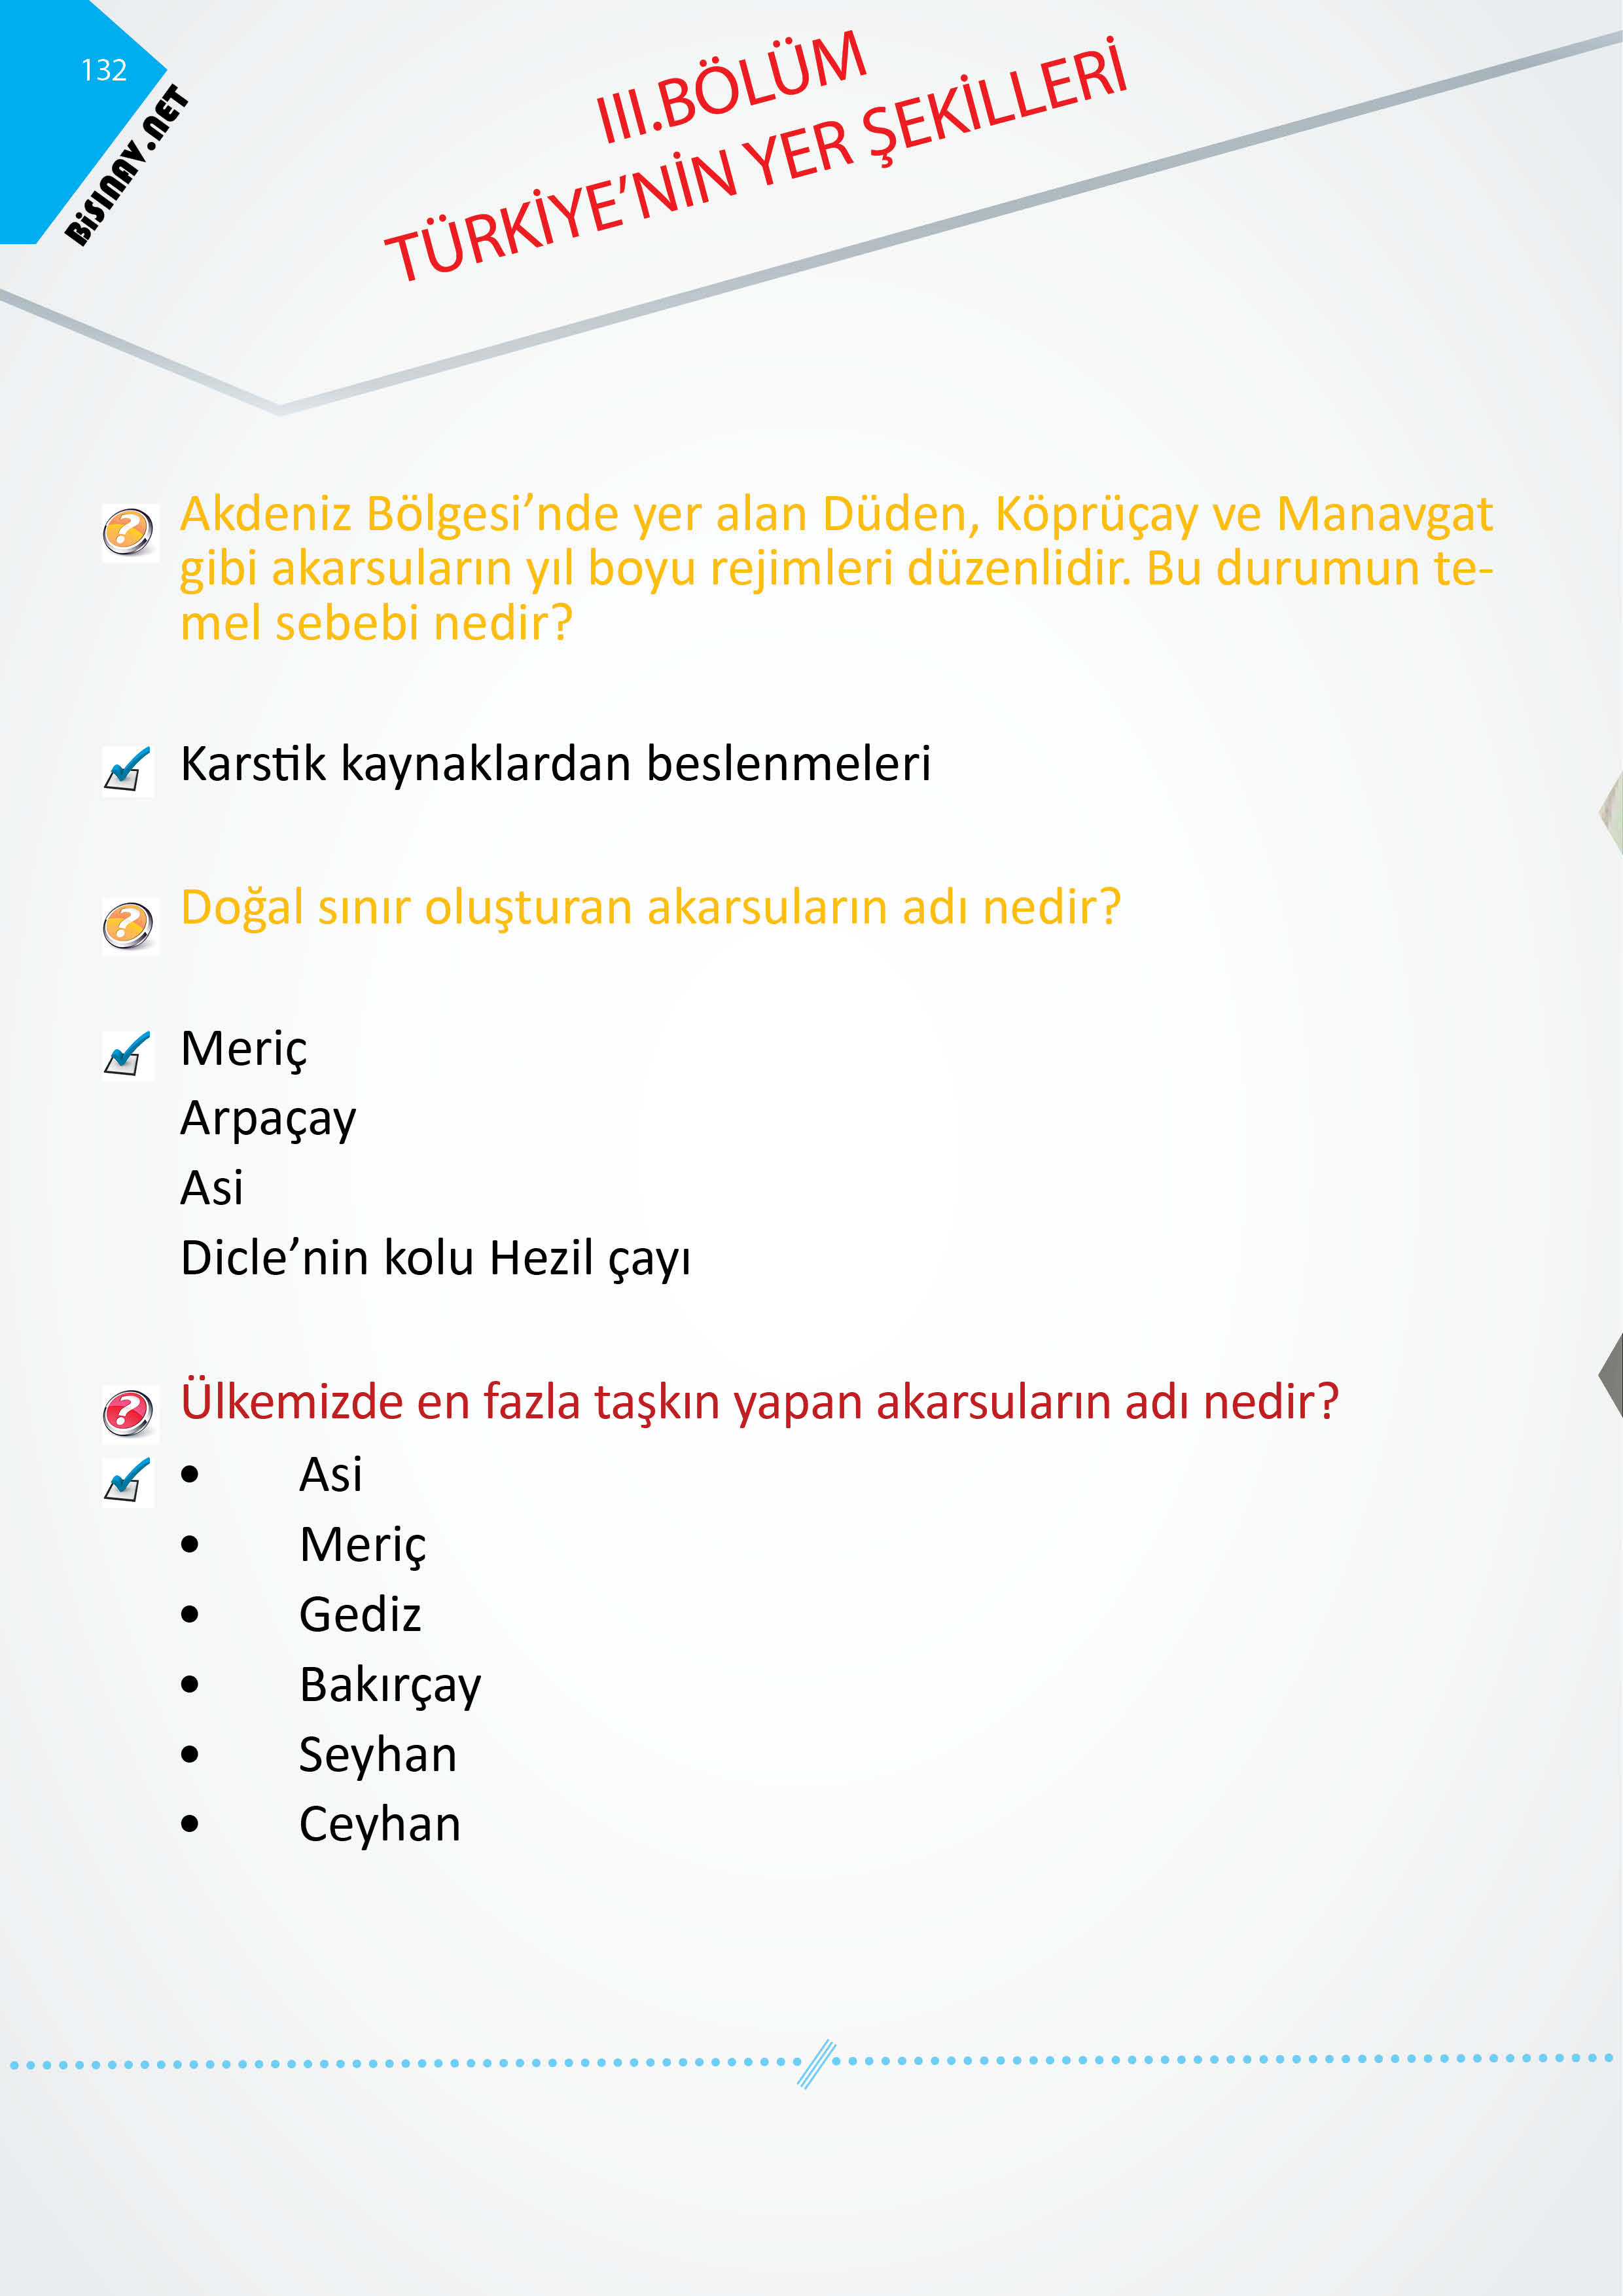 132
BiSINAV.NET
III.BÖLÜM
TÜRKİYE’NİN YER ŞEKİLLERİ
Akdeniz Bölgesi’nde yer alan Düden, Köprüçay ve Manavgat
gibi akarsuların yıl boyu rejimleri düzenlidir. Bu durumun te-
mel sebebi nedir?
Karstik kaynaklardan beslenmeleri
Doğal sınır oluşturan akarsuların adı nedir?
Meriç
Arpaçay
Asi
Dicle’nin kolu Hezil çayı
Ülkemizde en fazla taşkın yapan akarsuların adı nedir?
• Asi
• Meriç
• Gediz
• Bakırçay
• Seyhan
• Ceyhan